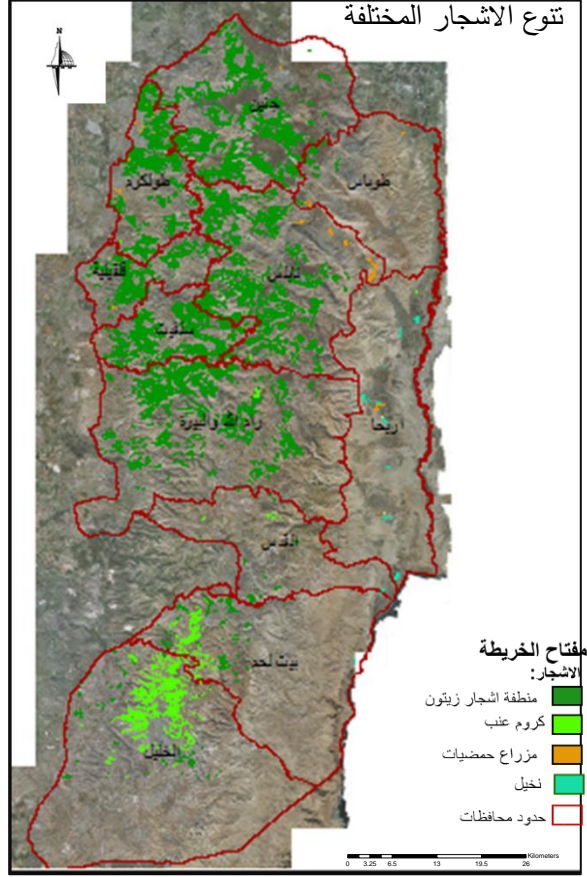 تنوع الاشجار المختلفة
N
جنين
طولكرم
طوباس
نابلس
سلفيت
رام الله والبيرة
اريحا
القدس
بيت لحم
الخليل
مفتاح الخريطة
الاشجار:
منطقة اشجار زيتون
كروم عنب
مزراع حمضيات
نخيل
حدود محافظات
Kilometers
0 3.25 6.5 13 19.5 26